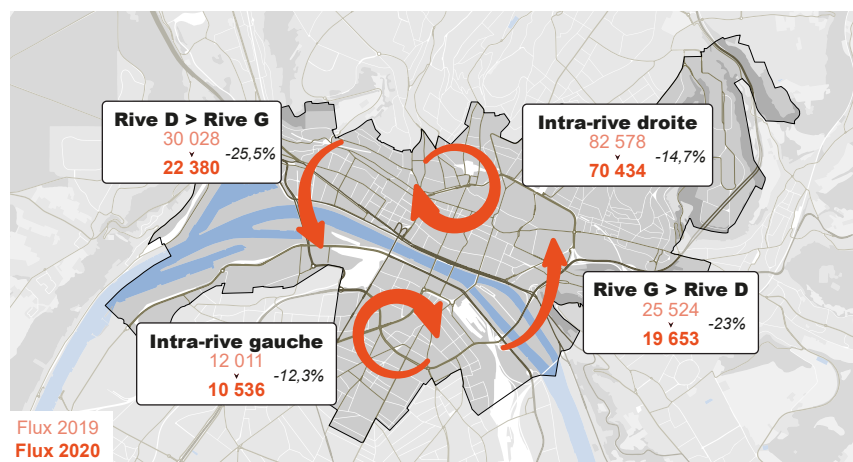 Rive D > Rive G
30 028
-25,5%
22 380
Intra-rive droite
82 578
-14,7%
70 434
Rive G > Rive D
25 524
-23%
19 653
Intra-rive gauche
12 011
-12,3%
10 536
Flux 2019
Flux 2020